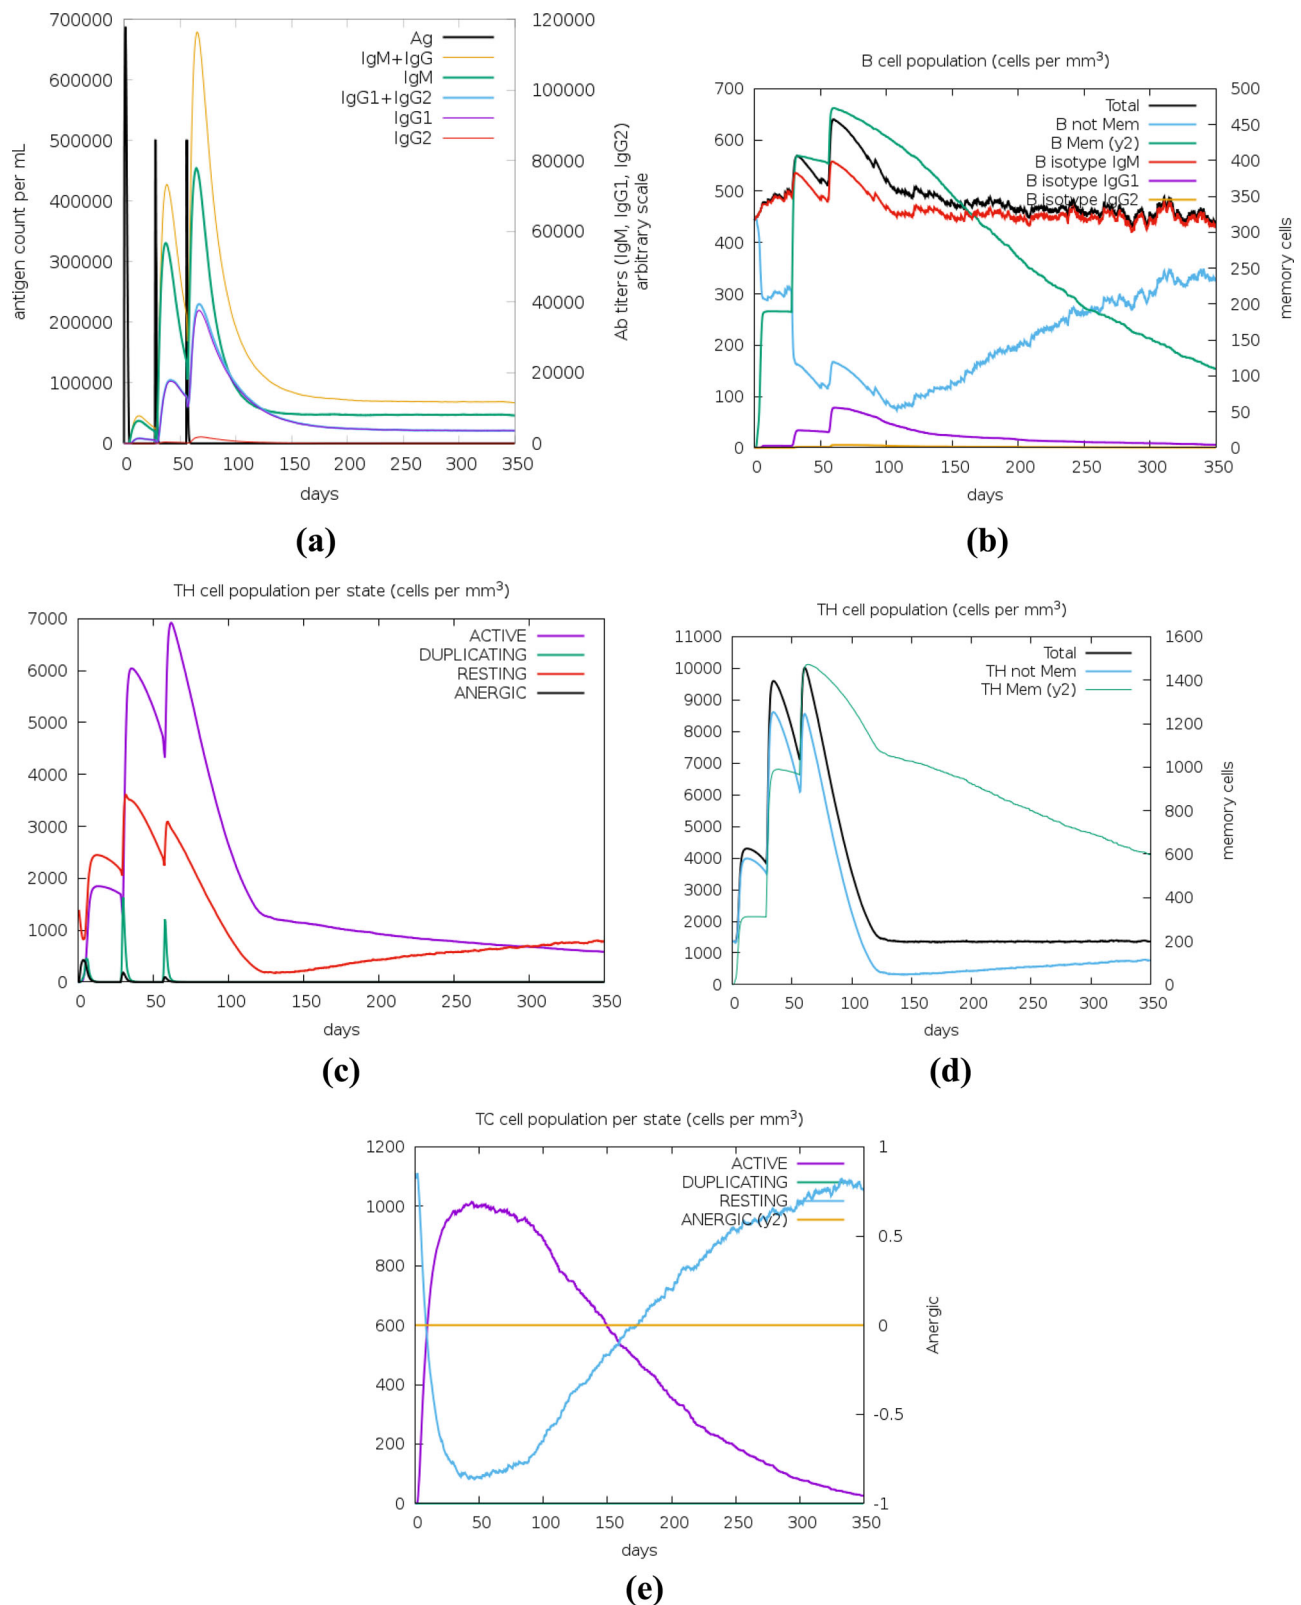 700000
600000
500000
400000
300000
200000
100000
0
antigen count per mL
Ag
IgM+IgG
IgM
IgG1+IgG2
IgG1
IgG2
120000
100000
80000
60000
40000
20000
0
Ab titers (IgM, IgG1, IgG2)
arbitrary scale
0 50 100 150 200 250 300 350
days
(a)
B cell population (cells per mm³)
700
600
500
400
300
200
100
0
Total
B not Mem
B Mem (y2)
B isotype IgM
B isotype IgG1
B isotype IgG2
500
450
400
350
300
250
200
150
100
50
0
memory cells
0 50 100 150 200 250 300 350
days
(b)
TH cell population per state (cells per mm³)
7000
6000
5000
4000
3000
2000
1000
0
ACTIVE
DUPLICATING
RESTING
ANERGIC
0 50 100 150 200 250 300 350
days
(c)
TH cell population (cells per mm³)
11000
10000
9000
8000
7000
6000
5000
4000
3000
2000
1000
0
Total
TH not Mem
TH Mem (y2)
1600
1400
1200
1000
800
600
400
200
0
memory cells
0 50 100 150 200 250 300 350
days
(d)
TC cell population per state (cells per mm³)
1200
1000
800
600
400
200
0
ACTIVE
DUPLICATING
RESTING
ANERGIC (y2)
1
0.5
0
-0.5
-1
Anergic
0 50 100 150 200 250 300 350
days
(e)